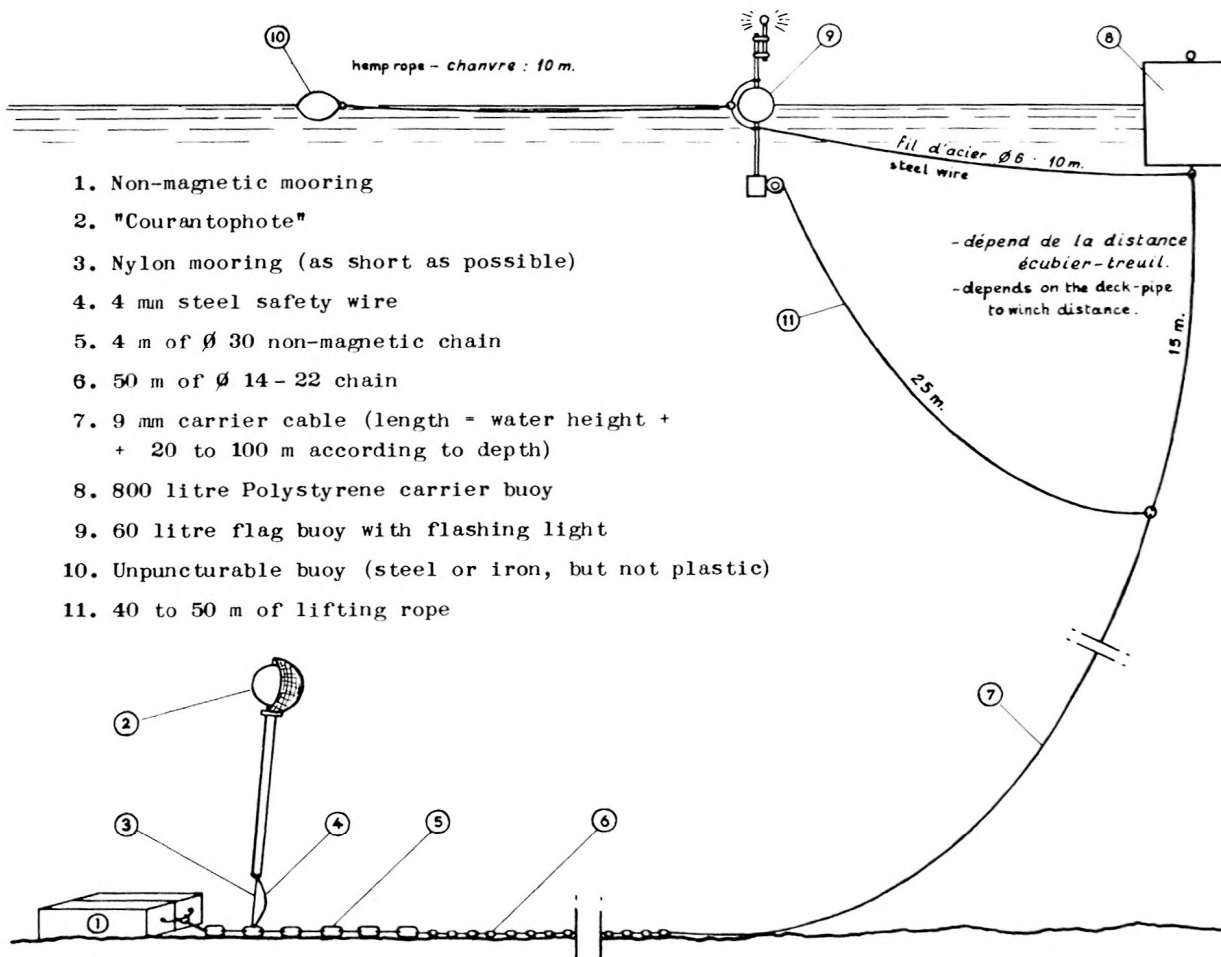 ⑩
⑨
⑧
hemp rope – chanvre : 10 m.
fil d'acier Ø 6 · 10 m.
steel wire
1. Non-magnetic mooring
2. "Courantophote"
3. Nylon mooring (as short as possible)
4. 4 mm steel safety wire
5. 4 m of Ø 30 non-magnetic chain
6. 50 m of Ø 14 – 22 chain
7. 9 mm carrier cable (length = water height +
+ 20 to 100 m according to depth)
8. 800 litre Polystyrene carrier buoy
9. 60 litre flag buoy with flashing light
10. Unpuncturable buoy (steel or iron, but not plastic)
11. 40 to 50 m of lifting rope
- dépend de la distance
écubier-treuil.
- depends on the deck-pipe
to winch distance.
⑪
15 m.
25 m.
②
⑦
③
④
⑤
⑥
①